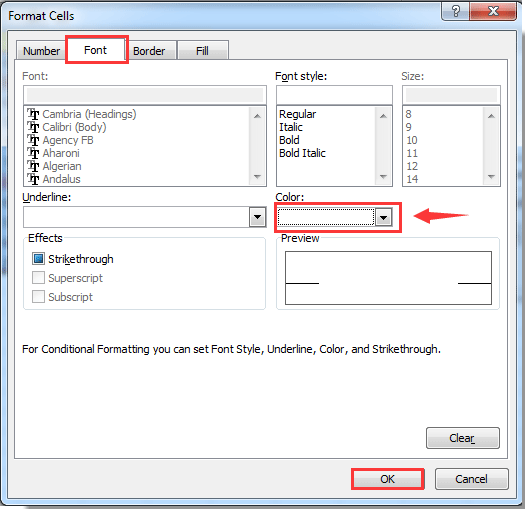 Format Cells
Number Font Border Fill
Font: Font style: Size:
Cambria (Headings) Regular 8
Calibri (Body) Italic 9
Agency FB Bold 10
Aharoni Bold Italic 11
Algerian 12
Andalus 14
Underline: Color:
Effects Preview
Strikethrough
Superscript
Subscript
For Conditional Formatting you can set Font Style, Underline, Color, and Strikethrough.
Clear
OK Cancel